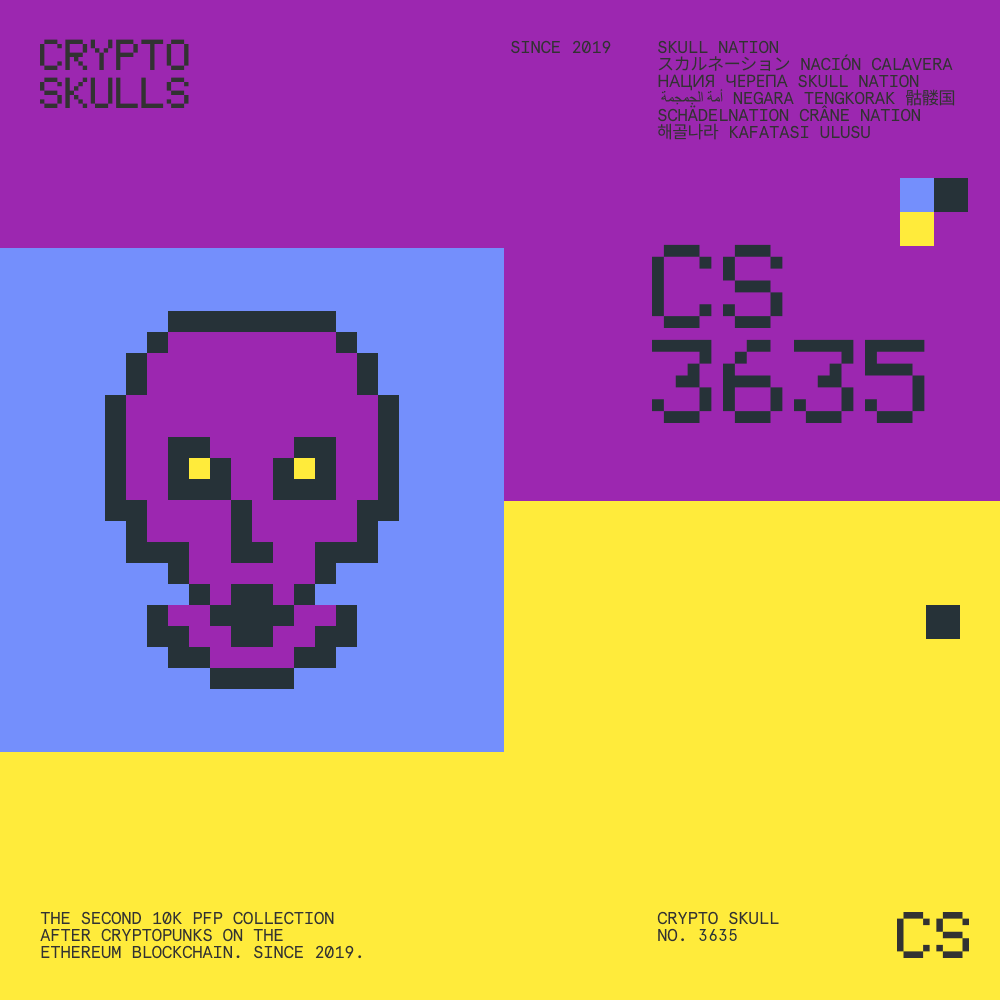 CRYPTO
SKULLS
SINCE 2019
SKULL NATION
スカルネーション NACIÓN CALAVERA
НАЦИЯ ЧЕРЕПА SKULL NATION
أمة الجمجمة NEGARA TENGKORAK 骷髅国
SCHÄDELNATION CRÂNE NATION
해골나라 KAFATASI ULUSU
CS
3635
THE SECOND 10K PFP COLLECTION
AFTER CRYPTOPUNKS ON THE
ETHEREUM BLOCKCHAIN. SINCE 2019.
CRYPTO SKULL
NO. 3635
CS